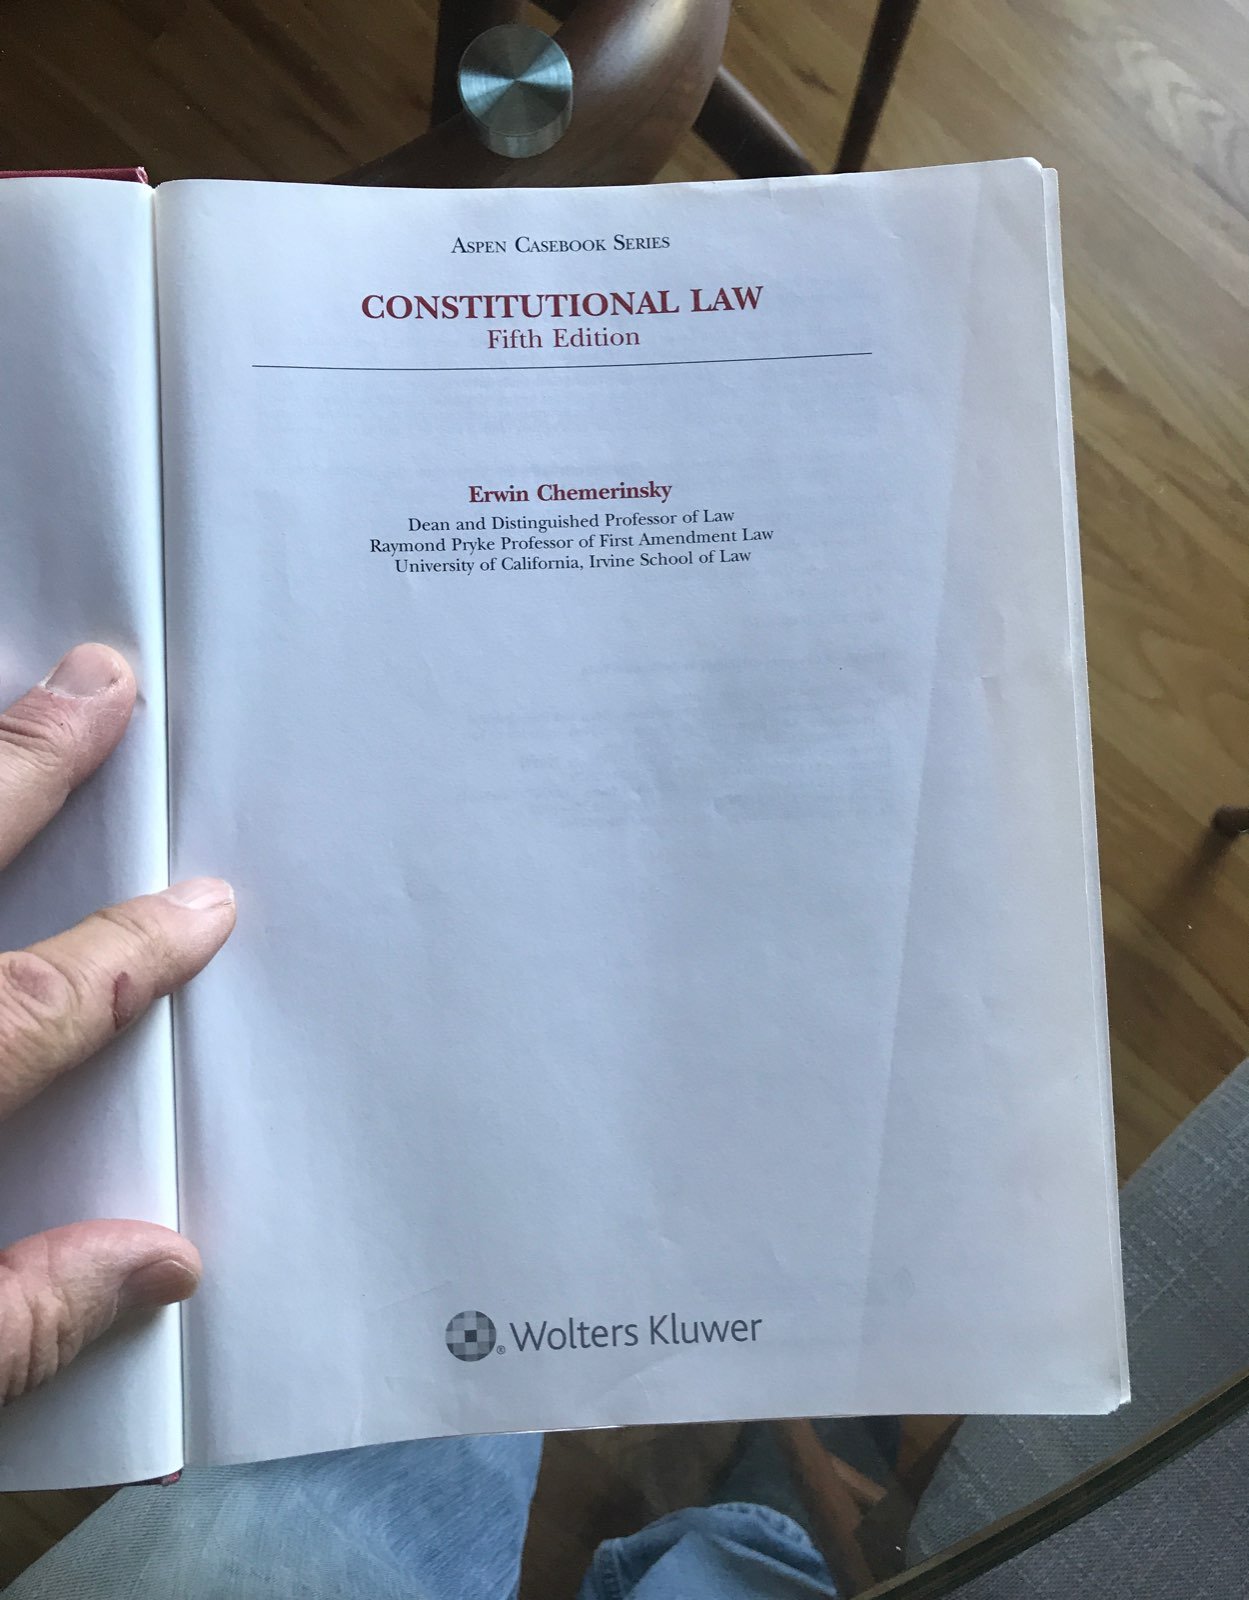 Aspen Casebook Series
CONSTITUTIONAL LAW
Fifth Edition
Erwin Chemerinsky
Dean and Distinguished Professor of Law
Raymond Pryke Professor of First Amendment Law
University of California, Irvine School of Law
® Wolters Kluwer